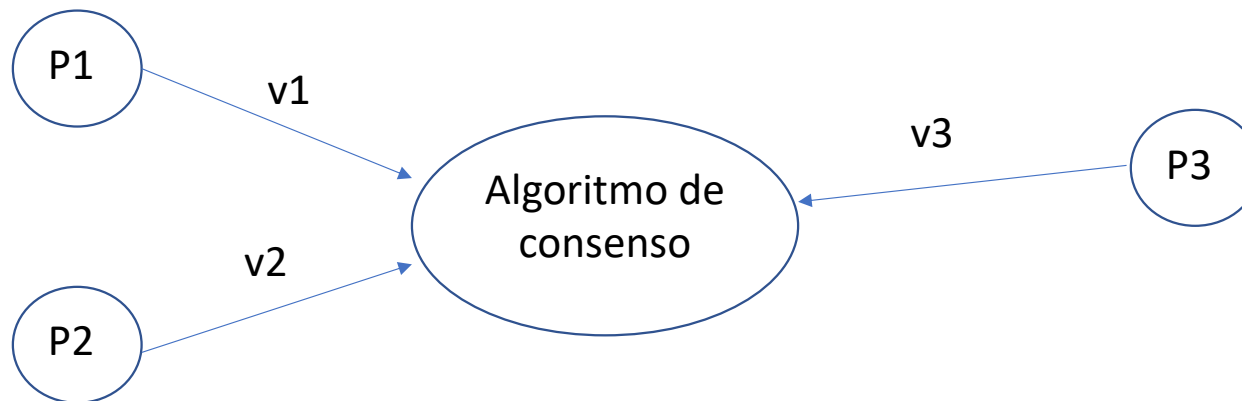 P1
v1
v3
P3
Algoritmo de
consenso
v2
P2